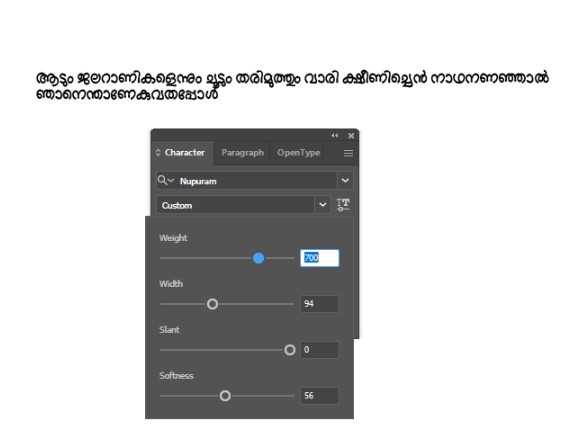 ആടും ജലറാണികളെന്നും ചൂടും തരിമുത്തും വാരി ക്ഷീണിച്ചെൻ നാഥനണഞ്ഞാൽ
ഞാനെന്താണേകുവതപ്പോൾ
Character Paragraph OpenType
Nupuram
Custom
Weight
700
Width
94
Slant
0
Softness
56